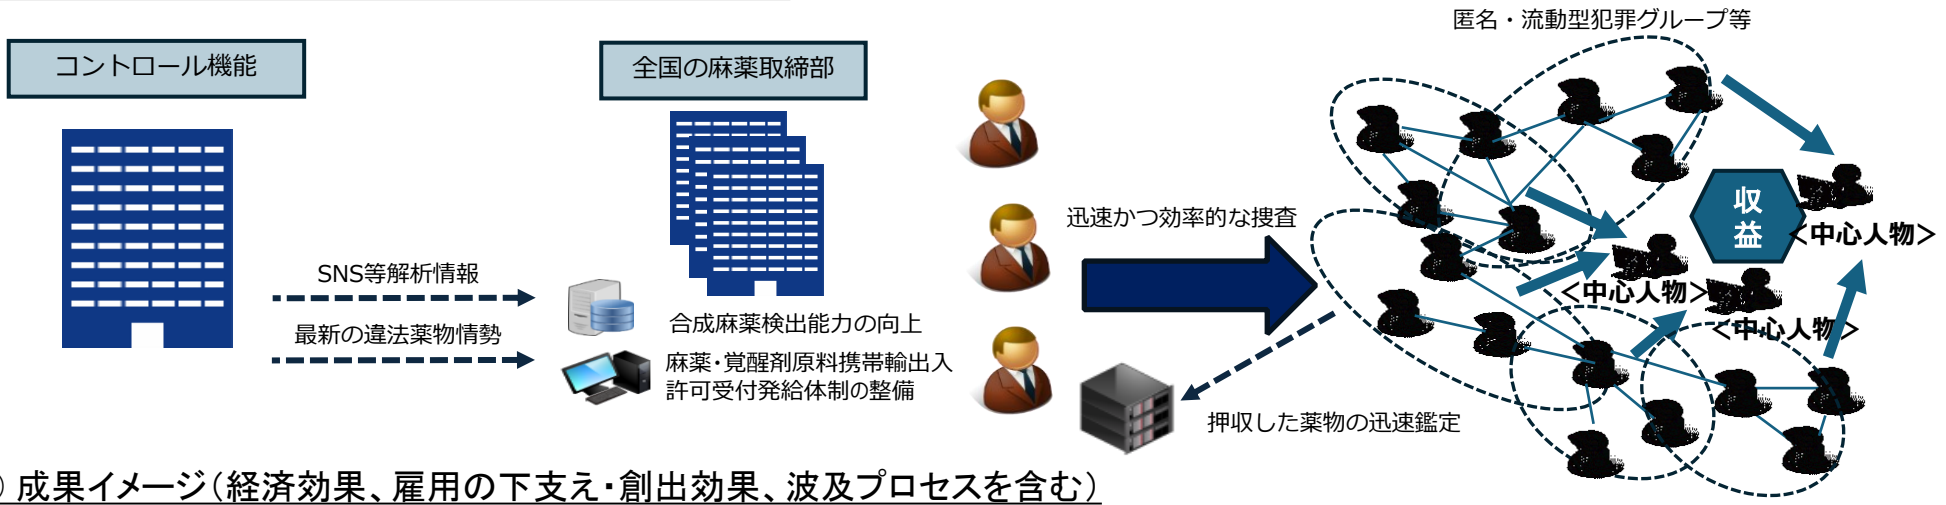 匿名・流動型犯罪グループ等
コントロール機能
全国の麻薬取締部
迅速かつ効率的な捜査
収
益
＜中心人物＞
SNS等解析情報
＜中心人物＞
最新の違法薬物情勢
合成麻薬検出能力の向上
＜中心人物＞
麻薬・覚醒剤原料携帯輸出入
許可受付発給体制の整備
押収した薬物の迅速鑑定
成果イメージ（経済効果、雇用の下支え・創出効果、波及プロセスを含む）